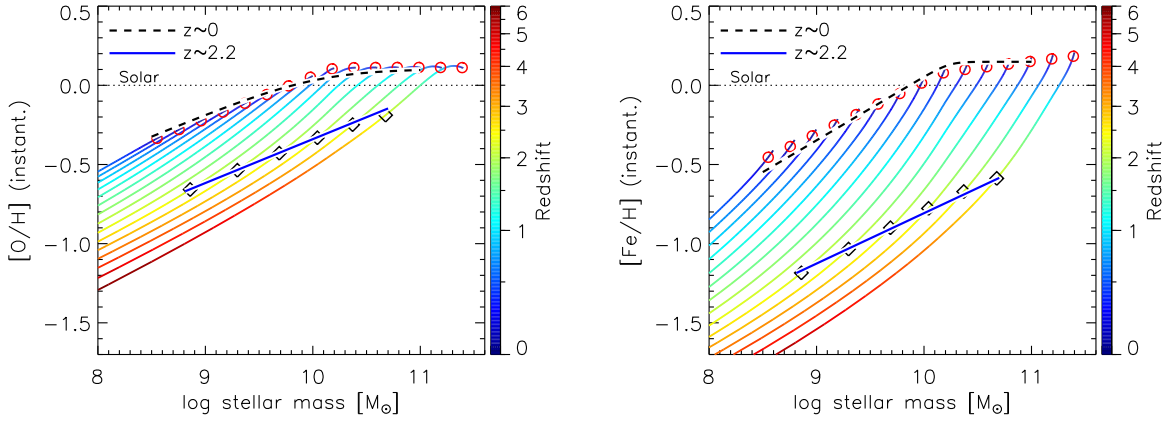 z~0
z~2.2
Solar
0.5
0.0
−0.5
−1.0
−1.5
[O/H] (instant.)
8
9
10
11
log stellar mass [M⊙]
6
5
4
3
2
1
0
Redshift
z~0
z~2.2
Solar
0.5
0.0
−0.5
−1.0
−1.5
[Fe/H] (instant.)
8
9
10
11
log stellar mass [M⊙]
6
5
4
3
2
1
0
Redshift